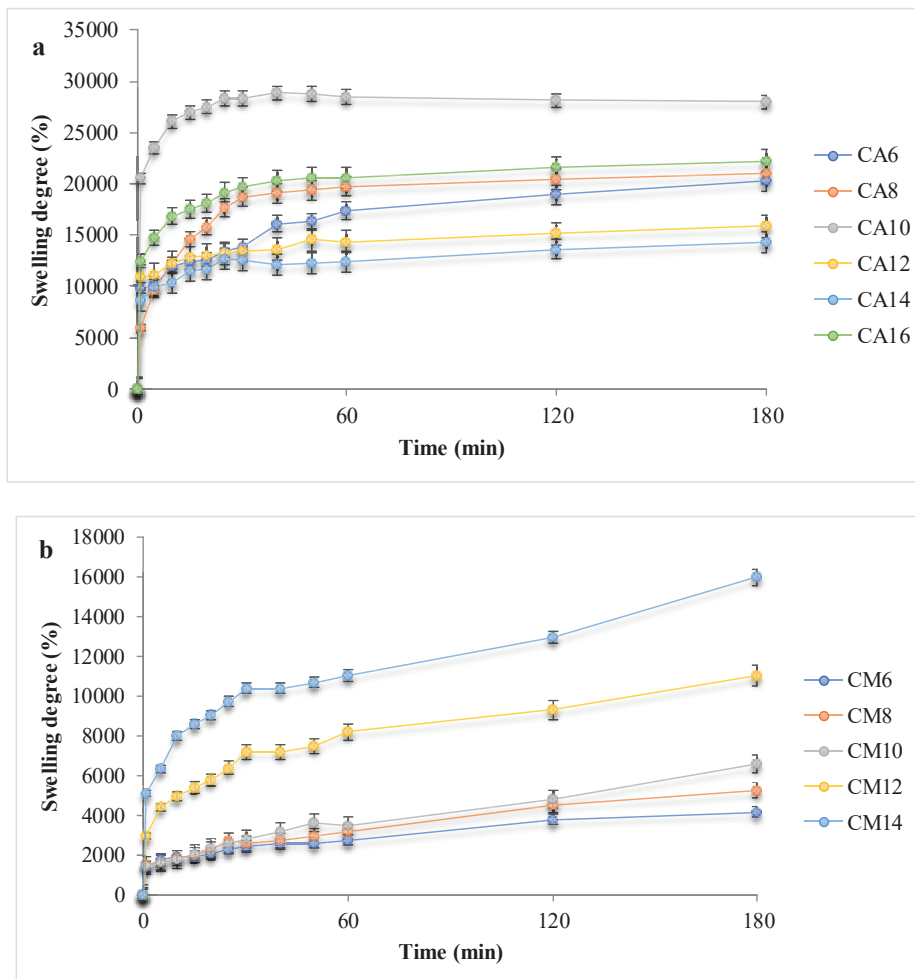 a
35000
30000
25000
20000
15000
10000
5000
0
Swelling degree (%)
0 60 120 180
Time (min)
CA6
CA8
CA10
CA12
CA14
CA16
b
18000
16000
14000
12000
10000
8000
6000
4000
2000
0
Swelling degree (%)
0 60 120 180
Time (min)
CM6
CM8
CM10
CM12
CM14